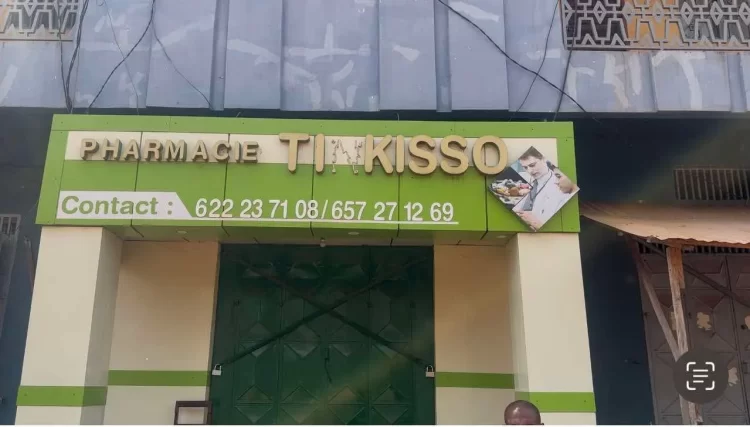 PHARMACIE TINKISSO
Contact : 622 23 71 08/657 27 12 69